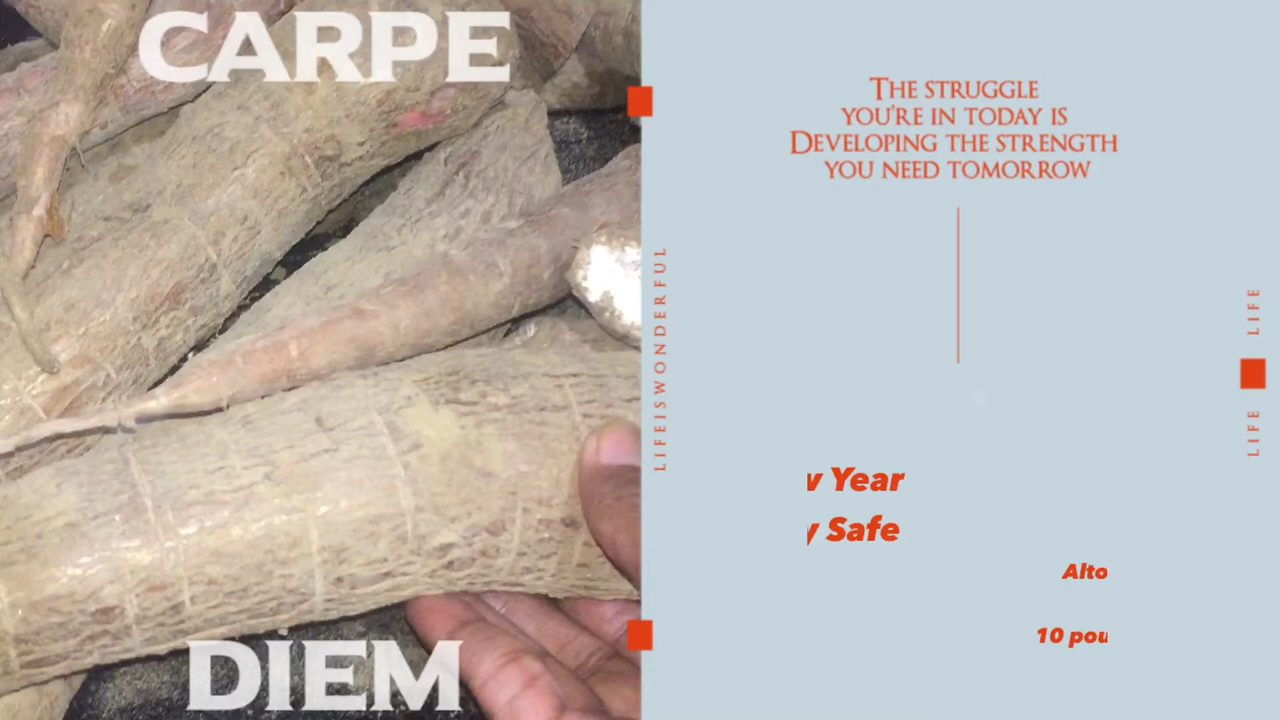 CARPE
DIEM
LIFEISWONDERFUL
THE STRUGGLE
YOU'RE IN TODAY IS
DEVELOPING THE STRENGTH
YOU NEED TOMORROW
LIFE
LIFE
Year
Safe
Alto
10 pou